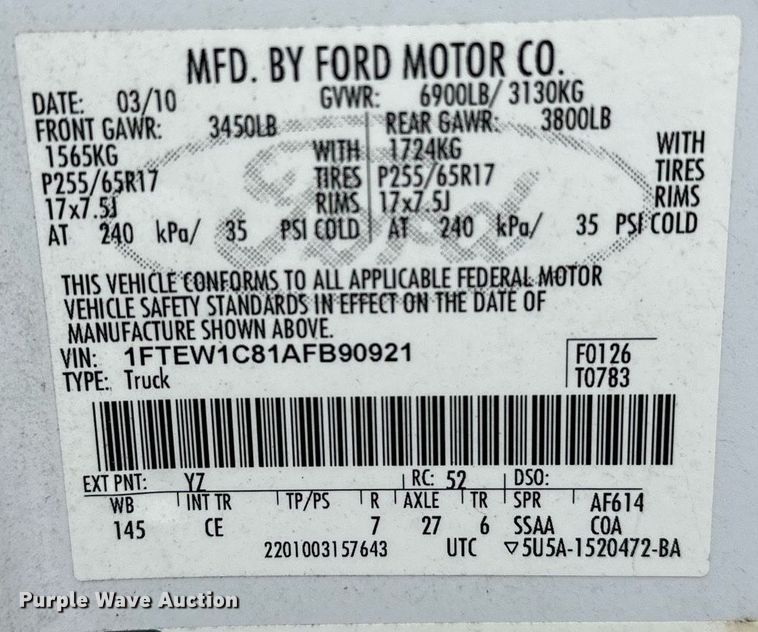 MFD. BY FORD MOTOR CO.
DATE: 03/10 GVWR: 6900LB/ 3130KG
FRONT GAWR: 3450LB REAR GAWR: 3800LB
1565KG WITH 1724KG WITH
P255/65R17 TIRES P255/65R17 TIRES
17x7.5J RIMS 17x7.5J RIMS
AT 240 kPa/ 35 PSI COLD AT 240 kPa/ 35 PSI COLD
Ford
THIS VEHICLE CONFORMS TO ALL APPLICABLE FEDERAL MOTOR
VEHICLE SAFETY STANDARDS IN EFFECT ON THE DATE OF
MANUFACTURE SHOWN ABOVE.
VIN: 1FTEW1C81AFB90921 F0126
TYPE: Truck T0783
EXT PNT: YZ RC: 52 DSO:
WB INT TR TP/PS R AXLE TR SPR AF614
145 CE 7 27 6 SSAA COA
2201003157643 UTC ▽5U5A-1520472-BA
Purple Wave Auction